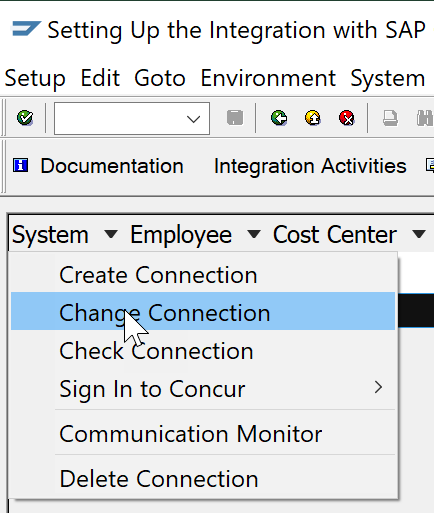 Setting Up the Integration with SAP
Setup Edit Goto Environment System
Documentation Integration Activities
System Employee Cost Center
Create Connection
Change Connection
Check Connection
Sign In to Concur
Communication Monitor
Delete Connection